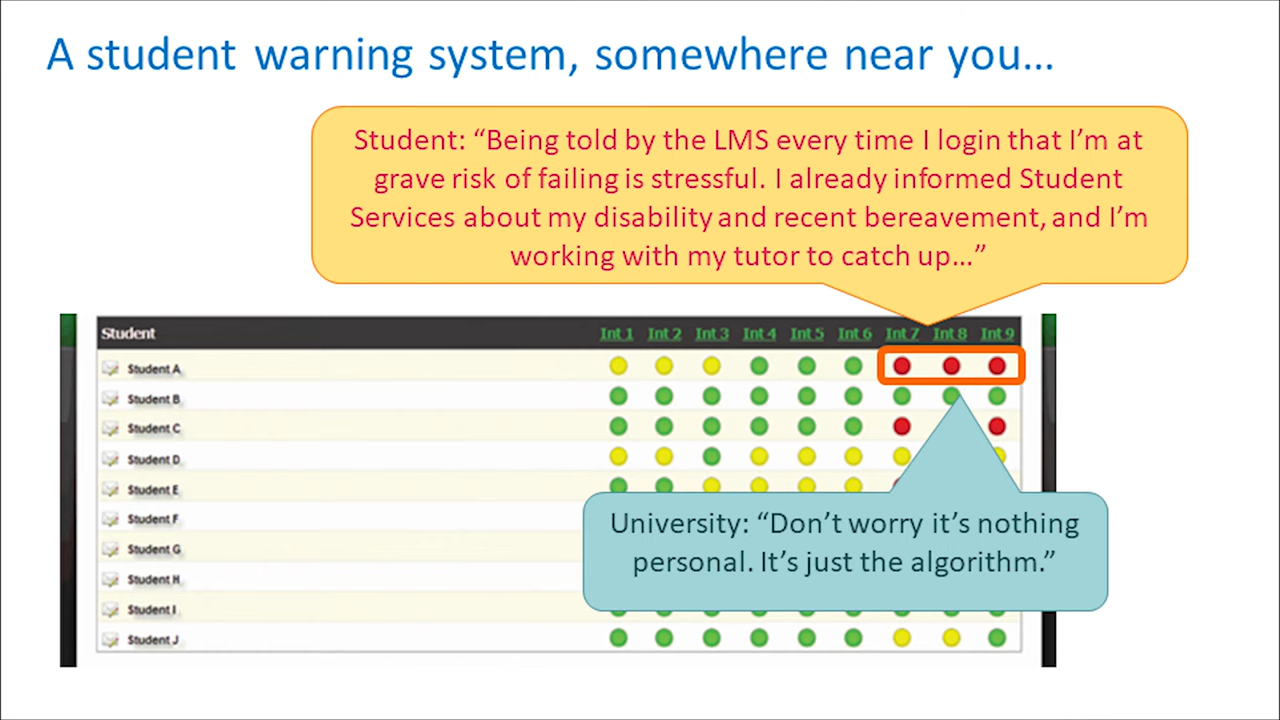 A student warning system, somewhere near you…
Student: “Being told by the LMS every time I login that I’m at
grave risk of failing is stressful. I already informed Student
Services about my disability and recent bereavement, and I’m
working with my tutor to catch up…”
Student Int 1 Int 2 Int 3 Int 4 Int 5 Int 6 Int 7 Int 8 Int 9
Student A
Student B
Student C
Student D
Student E
Student F
Student G
Student H
Student I
Student J
University: “Don’t worry it’s nothing
personal. It’s just the algorithm.”